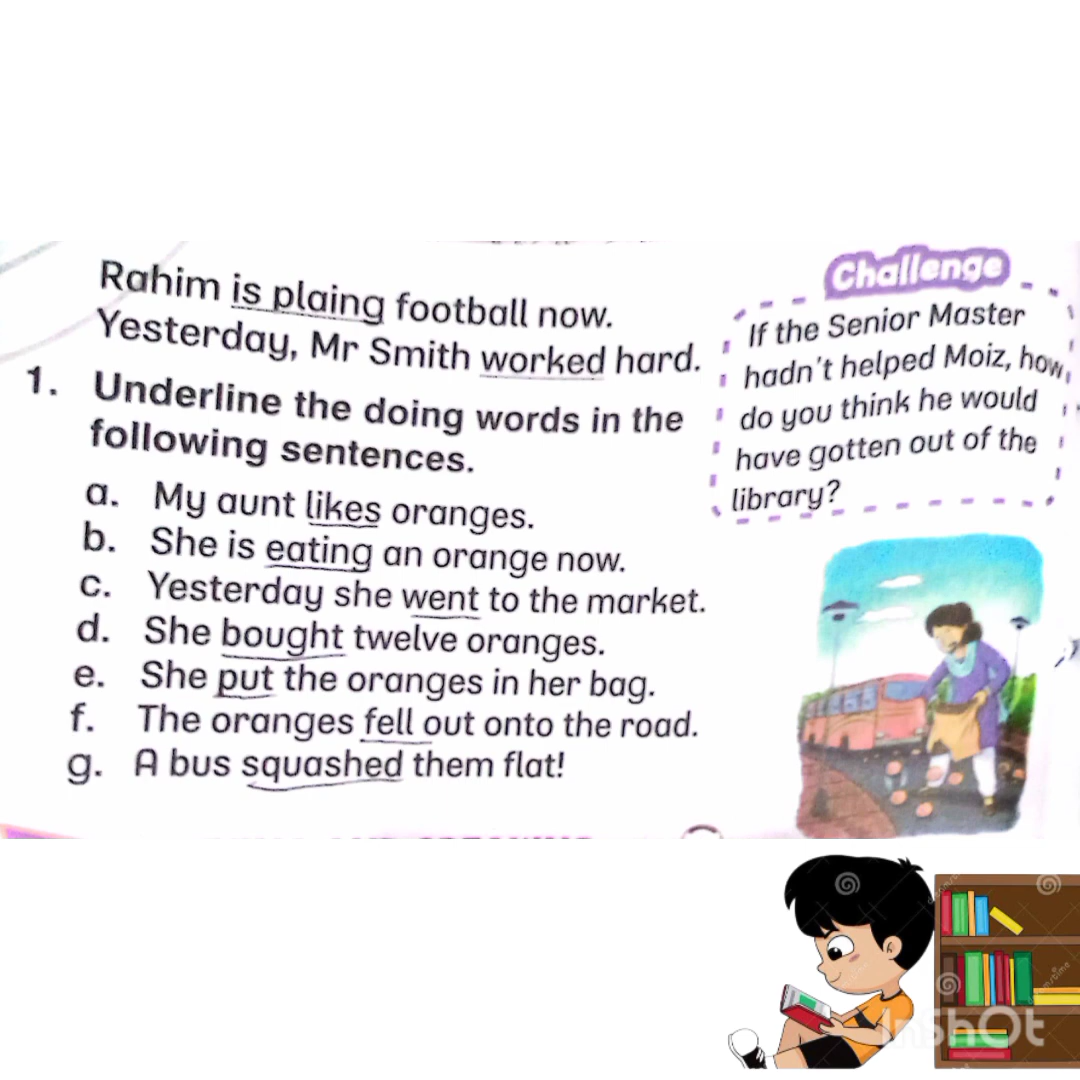 Rahim is plaing football now.
Yesterday, Mr Smith worked hard.
1. Underline the doing words in the
following sentences.
a. My aunt likes oranges.
b. She is eating an orange now.
c. Yesterday she went to the market.
d. She bought twelve oranges.
e. She put the oranges in her bag.
f. The oranges fell out onto the road.
g. A bus squashed them flat!
Challenge
If the Senior Master
hadn't helped Moiz, how
do you think he would
have gotten out of the
library?
InshOt